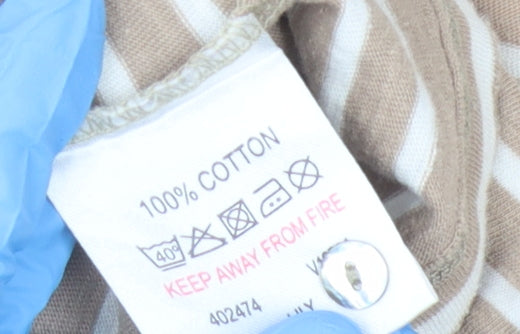 100% COTTON
40°
KEEP AWAY FROM FIRE
402474